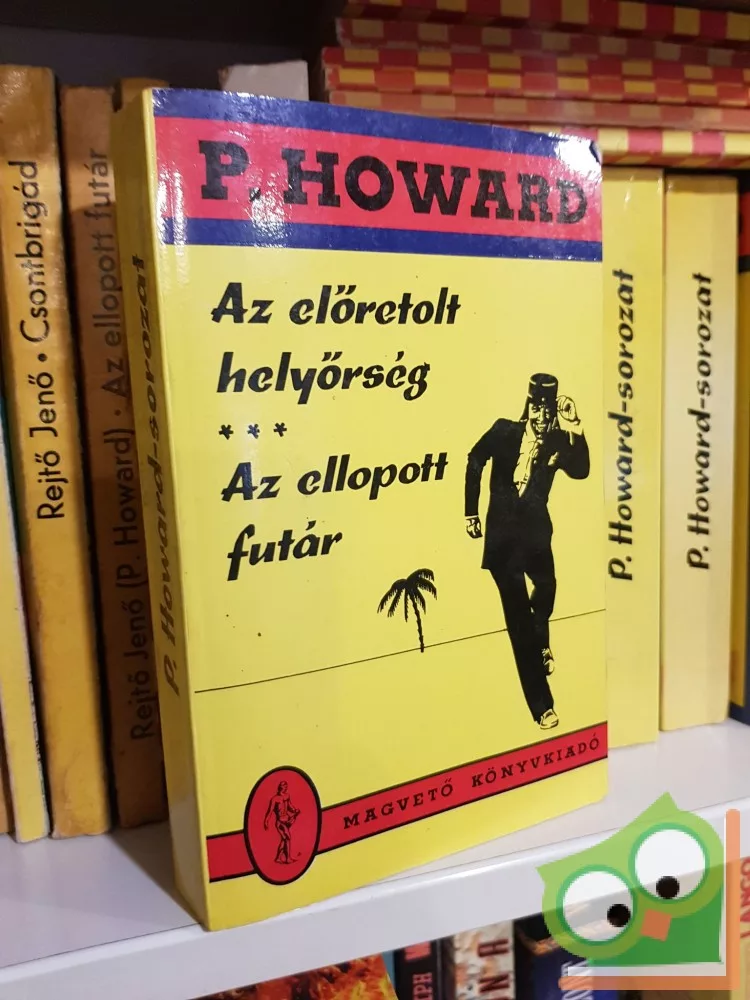 P. HOWARD
Az előretolt
helyőrség
***
Az ellopott
futár
MAGVETŐ KÖNYVKIADÓ
P. Howard-sorozat
Rejtő Jenő • Csontbrigád
Rejtő Jenő (P. Howard) • Az ellopott futár
P. Howard-sorozat
P. Howard-sorozat